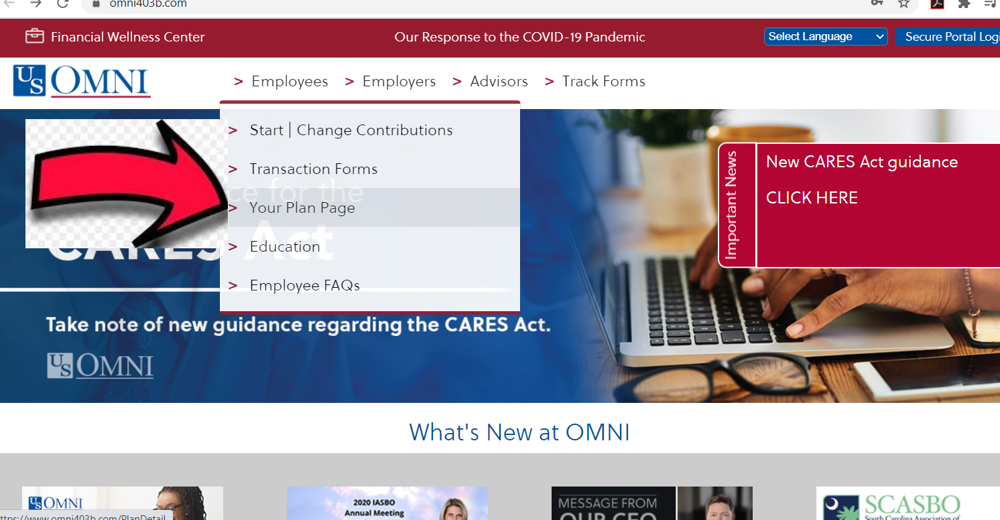 omni403b.com
Financial Wellness Center
Our Response to the COVID-19 Pandemic
Select Language
Secure Portal Logi
US OMNI
> Employees
> Employers
> Advisors
> Track Forms
> Start | Change Contributions
> Transaction Forms
> Your Plan Page
> Education
> Employee FAQs
for the
CARES Act
Take note of new guidance regarding the CARES Act.
US OMNI
Important News
New CARES Act guidance
CLICK HERE
What's New at OMNI
US OMNI
2020 IASBO
Annual Meeting
MESSAGE FROM
OUR CEO
SCASBO
South Carolina Association of
ttps://www.omni403b.com/PlanDetail